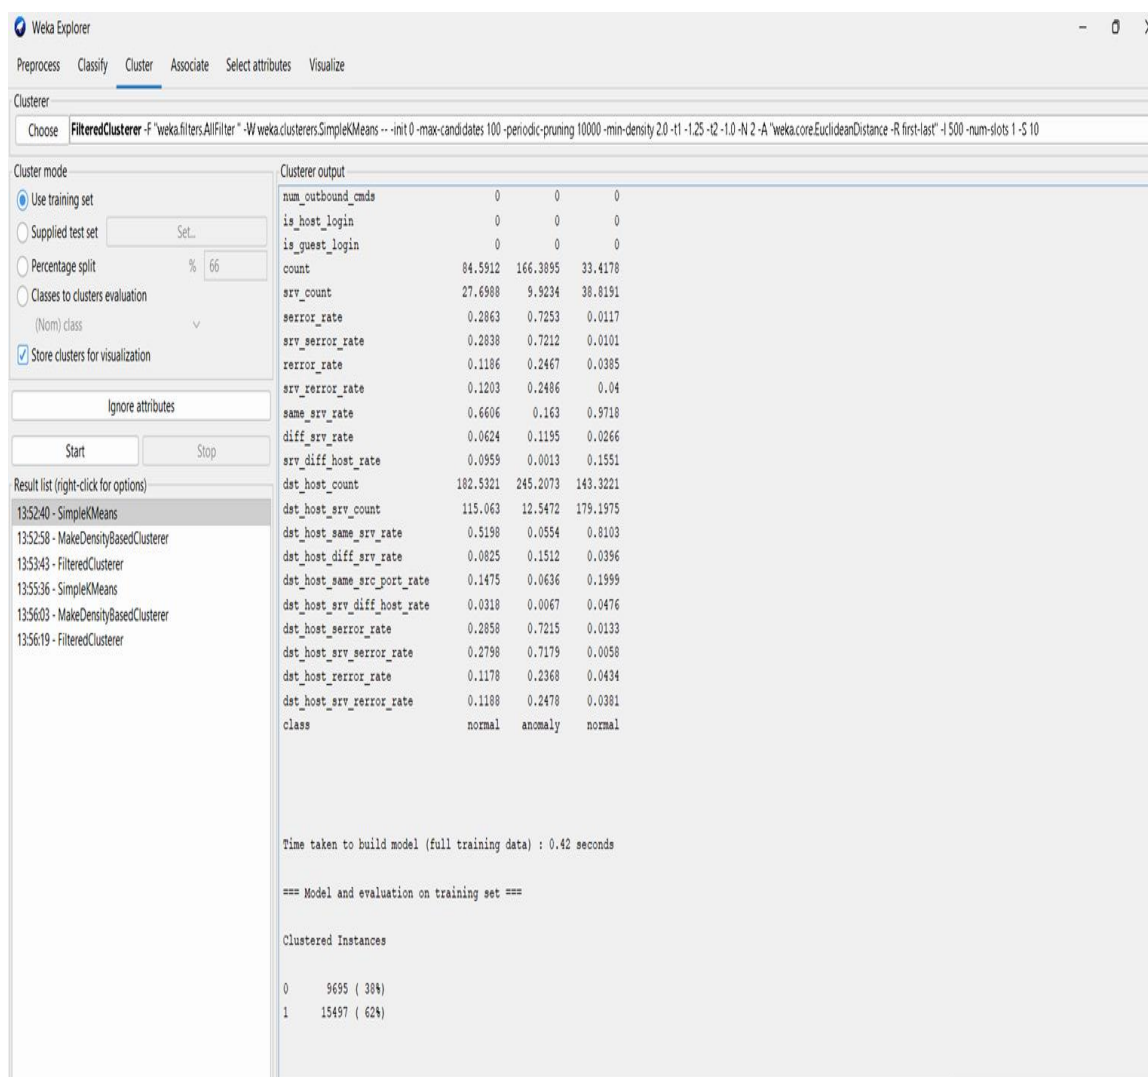 Weka Explorer
Preprocess Classify Cluster Associate Select attributes Visualize
Clusterer
Choose FilteredClusterer -F "weka.filters.AllFilter " -W weka.clusterers.SimpleKMeans -- -init 0 -max-candidates 100 -periodic-pruning 10000 -min-density 2.0 -t1 -1.25 -t2 -1.0 -N 2 -A "weka.core.EuclideanDistance -R first-last" -I 500 -num-slots 1 -S 10
Cluster mode
Use training set
Supplied test set Set...
Percentage split % 66
Classes to clusters evaluation
(Nom) class
Store clusters for visualization
Ignore attributes
Start Stop
Result list (right-click for options)
13:52:40 - SimpleKMeans
13:52:58 - MakeDensityBasedClusterer
13:53:43 - FilteredClusterer
13:55:36 - SimpleKMeans
13:56:03 - MakeDensityBasedClusterer
13:56:19 - FilteredClusterer
Clusterer output
num_outbound_cmds 0 0 0
is_host_login 0 0 0
is_guest_login 0 0 0
count 84.5912 166.3895 33.4178
srv_count 27.6988 9.9234 38.8191
serror_rate 0.2863 0.7253 0.0117
srv_serror_rate 0.2838 0.7212 0.0101
rerror_rate 0.1186 0.2467 0.0385
srv_rerror_rate 0.1203 0.2486 0.04
same_srv_rate 0.6606 0.163 0.9718
diff_srv_rate 0.0624 0.1195 0.0266
srv_diff_host_rate 0.0959 0.0013 0.1551
dst_host_count 182.5321 245.2073 143.3221
dst_host_srv_count 115.063 12.5472 179.1975
dst_host_same_srv_rate 0.5198 0.0554 0.8103
dst_host_diff_srv_rate 0.0825 0.1512 0.0396
dst_host_same_src_port_rate 0.1475 0.0636 0.1999
dst_host_srv_diff_host_rate 0.0318 0.0067 0.0476
dst_host_serror_rate 0.2858 0.7215 0.0133
dst_host_srv_serror_rate 0.2798 0.7179 0.0058
dst_host_rerror_rate 0.1178 0.2368 0.0434
dst_host_srv_rerror_rate 0.1188 0.2478 0.0381
class normal anomaly normal
Time taken to build model (full training data) : 0.42 seconds
=== Model and evaluation on training set ===
Clustered Instances
0 9695 ( 38%)
1 15497 ( 62%)